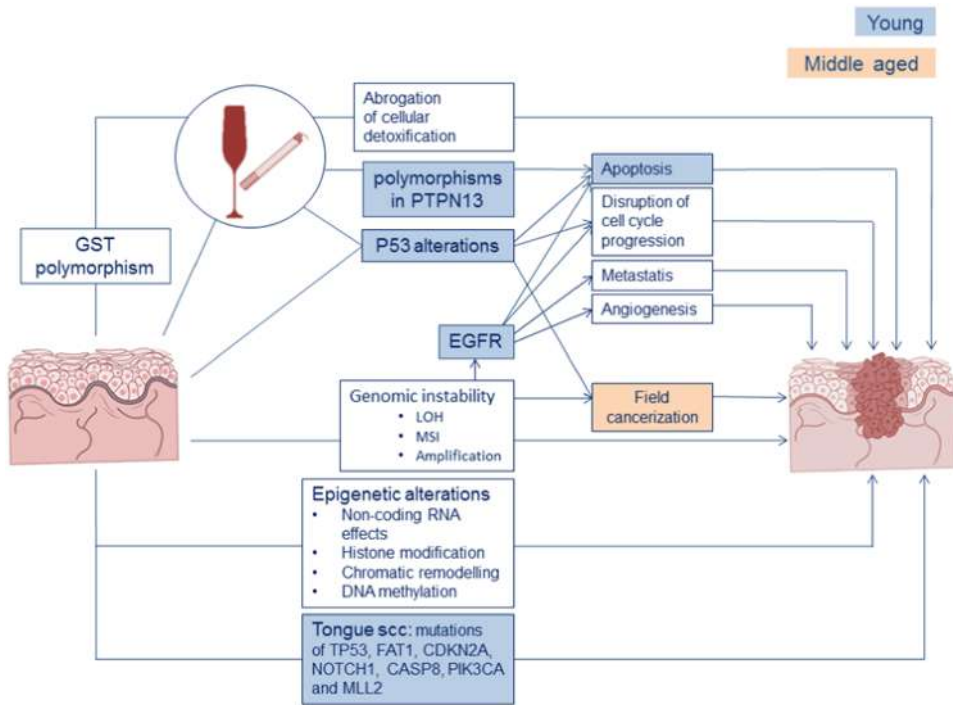 Young
Middle aged
Abrogation
of cellular
detoxification
polymorphisms
in PTPN13
Apoptosis
Disruption of
cell cycle
progression
GST
polymorphism
P53 alterations
Metastatis
Angiogenesis
EGFR
Genomic instability
• LOH
• MSI
• Amplification
Field
cancerization
Epigenetic alterations
• Non-coding RNA
effects
• Histone modification
• Chromatic remodelling
• DNA methylation
Tongue scc: mutations
of TP53, FAT1, CDKN2A,
NOTCH1, CASP8, PIK3CA
and MLL2